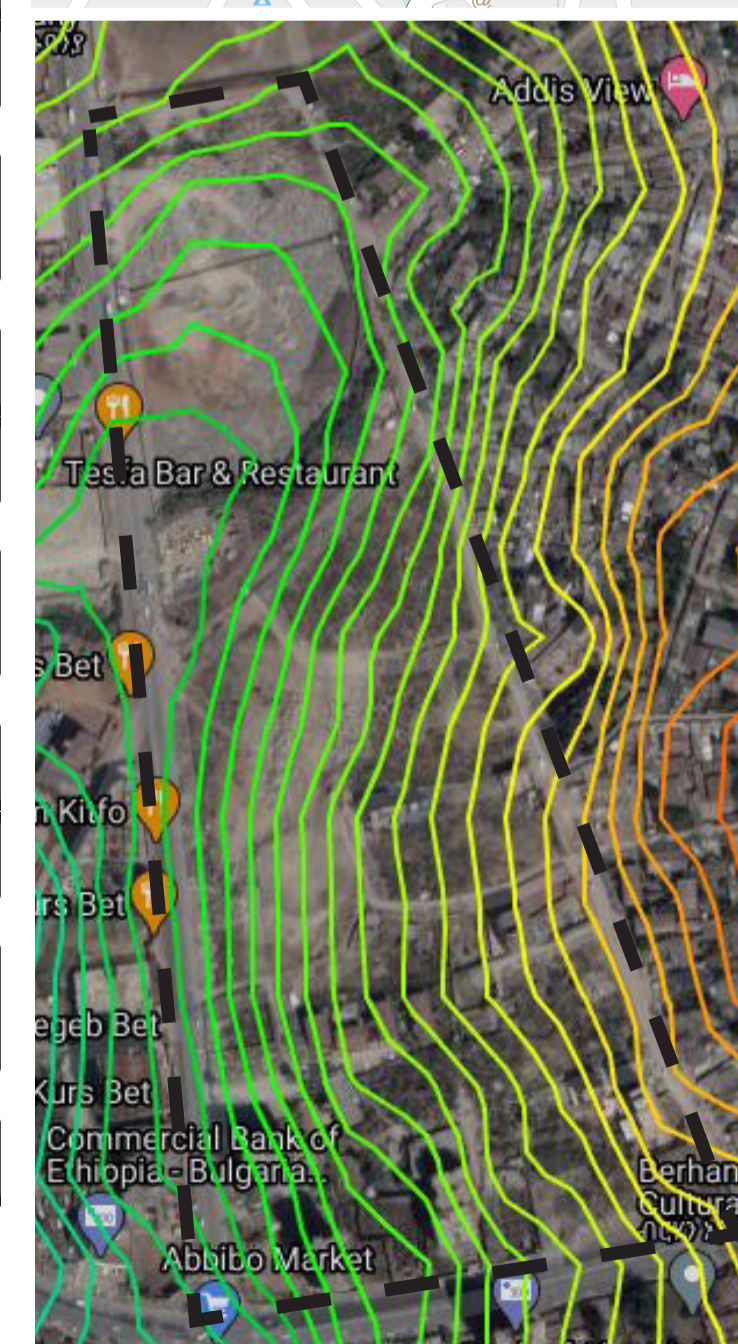 @
Addis View
Tesfa Bar & Restaurant
s Bet
Kitfo
rs Bet
egeb Bet
Kurs Bet
Commercial Bank of
Ethiopia - Bulgaria...
Berhan
Cultura
Abbibo Market